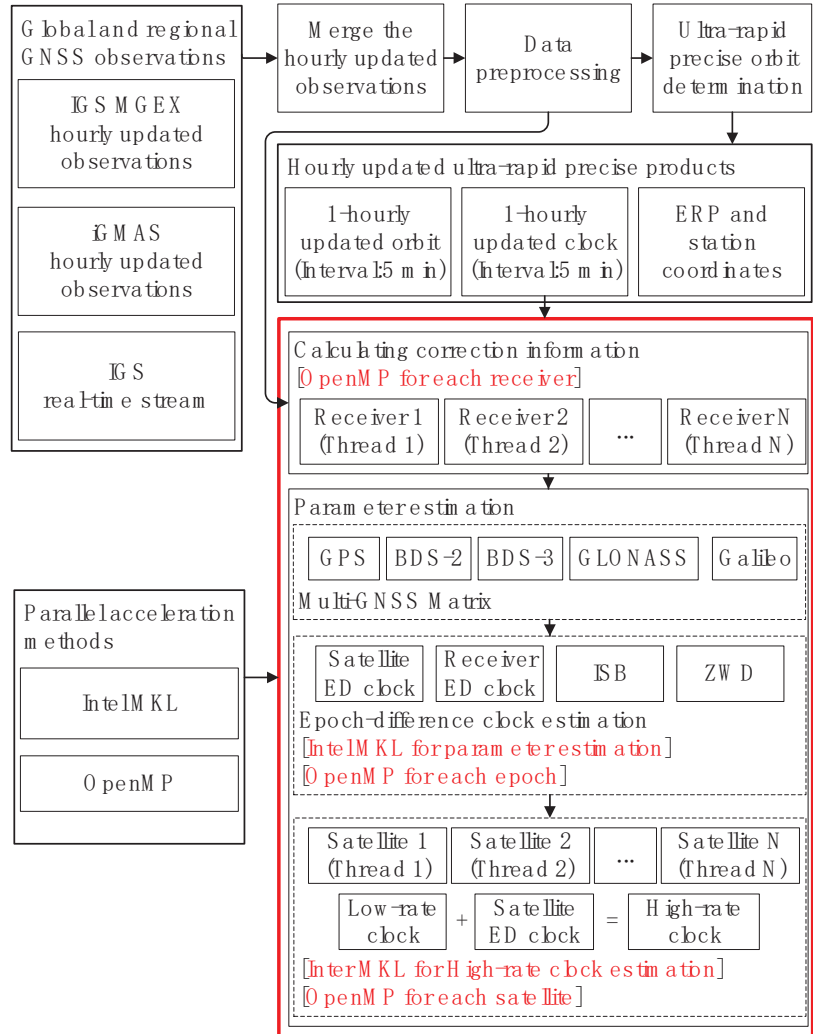 Global and regional
GNSS observations
IGS MGEX
hourly updated
observations
iGMAS
hourly updated
observations
IGS
real-time stream
Merge the
hourly updated
observations
Data
preprocessing
Ultra-rapid
precise orbit
determination
Hourly updated ultra-rapid precise products
1-hourly
updated orbit
(Interval:5 min)
1-hourly
updated clock
(Interval:5 min)
ERP and
station
coordinates
Calculating correction information
[OpenMP for each receiver]
Receiver 1
(Thread 1)
Receiver 2
(Thread 2)
...
Receiver N
(Thread N)
Parameter estimation
GPS
BDS-2
BDS-3
GLONASS
Galileo
Multi-GNSS Matrix
Parallel acceleration
methods
Intel MKL
OpenMP
Satellite
ED clock
Receiver
ED clock
ISB
ZWD
Epoch-difference clock estimation
[Intel MKL for parameter estimation]
[OpenMP for each epoch]
Satellite 1
(Thread 1)
Satellite 2
(Thread 2)
...
Satellite N
(Thread N)
Low-rate
clock
+
Satellite
ED clock
=
High-rate
clock
[Inter MKL for High-rate clock estimation]
[OpenMP for each satellite]